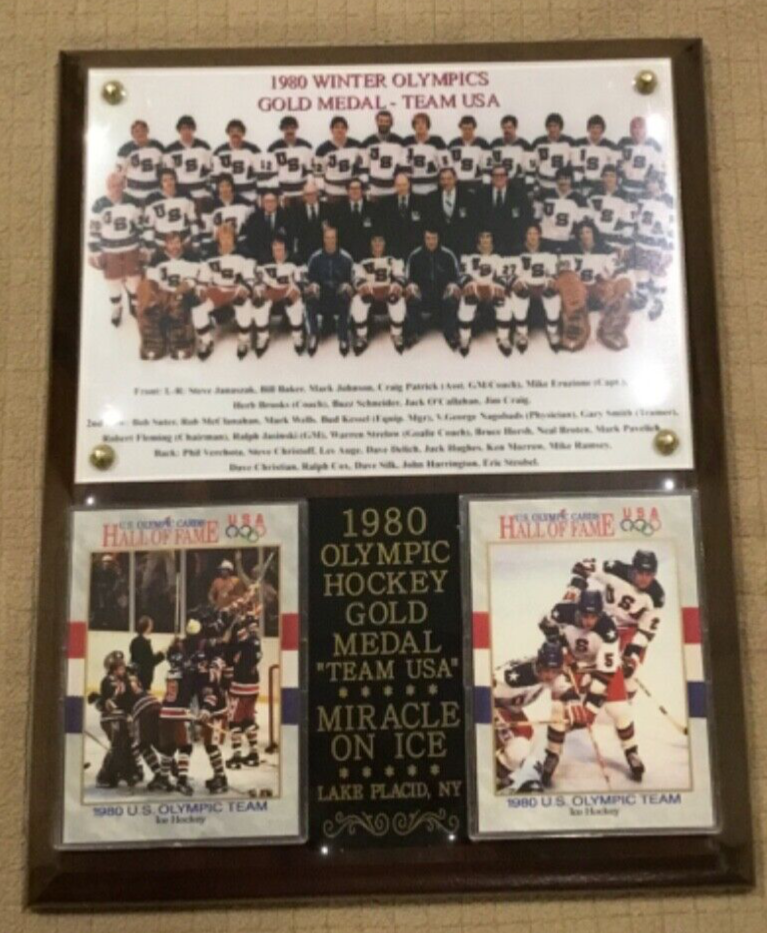 1980 WINTER OLYMPICS
GOLD MEDAL - TEAM USA
Front: L-R: Steve Janaszak, Bill Baker, Mark Johnson, Craig Patrick (Asst. GM/Coach), Mike Eruzione (Capt.),
Herb Brooks (Coach), Buzz Schneider, Jack O'Callahan, Jim Craig.
2nd Row: Bob Suter, Rob McClanahan, Mark Wells, Bud Kessel (Equip. Mgr), V. George Nagobads (Physician), Gary Smith (Trainer),
Robert Fleming (Chairman), Ralph Jasinski (GM), Warren Strelow (Goalie Coach), Bruce Horsh, Neal Broten, Mark Pavelich
Back: Phil Verchota, Steve Christoff, Les Auge, Dave Delich, Jack Hughes, Ken Morrow, Mike Ramsey,
Dave Christian, Ralph Cox, Dave Silk, John Harrington, Eric Strobel.
U.S. OLYMPIC CARDS
HALL OF FAME
USA
1980 U.S. OLYMPIC TEAM
Ice Hockey
1980
OLYMPIC
HOCKEY
GOLD
MEDAL
"TEAM USA"
* * * * *
MIRACLE
ON ICE
* * * * *
LAKE PLACID, NY
U.S. OLYMPIC CARDS
HALL OF FAME
USA
1980 U.S. OLYMPIC TEAM
Ice Hockey